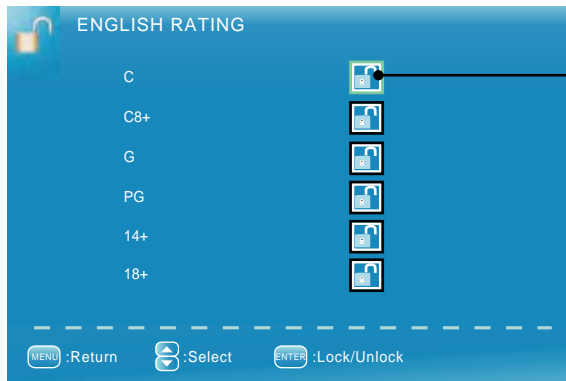 ENGLISH RATING
C
C8+
G
PG
14+
18+
MENU :Return :Select ENTER :Lock/Unlock